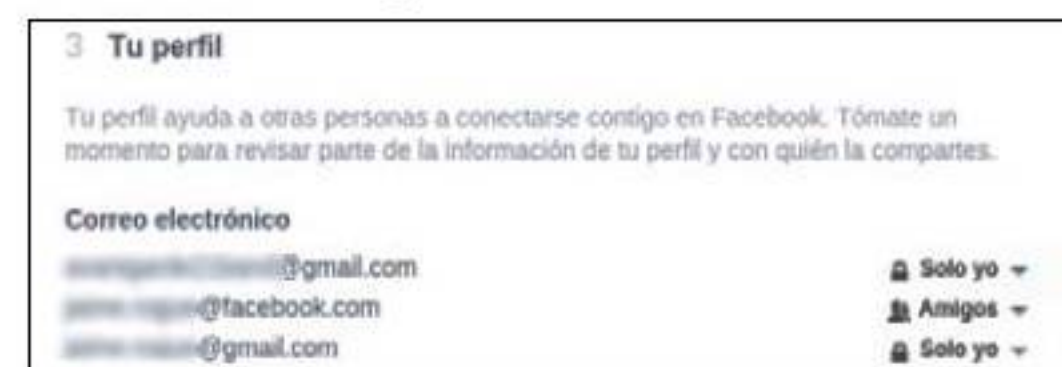 3 Tu perfil
Tu perfil ayuda a otras personas a conectarse contigo en Facebook. Tómate un
momento para revisar parte de la información de tu perfil y con quién la compartes.
Correo electrónico
@gmail.com Solo yo
@facebook.com Amigos
@gmail.com Solo yo